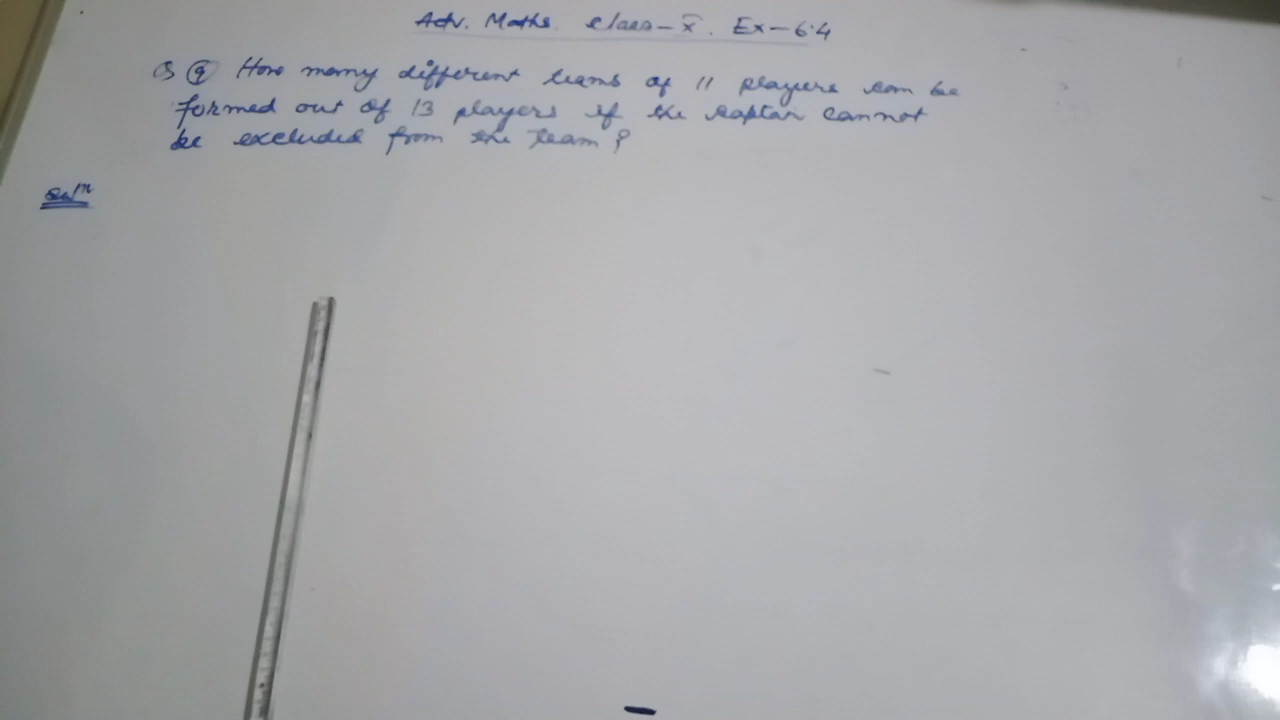 Adv. Maths. Class-X. Ex-6.4
Q ⑨ How many different teams of 11 players can be
formed out of 13 players if the captan cannot
be excluded from the team?
Solⁿ